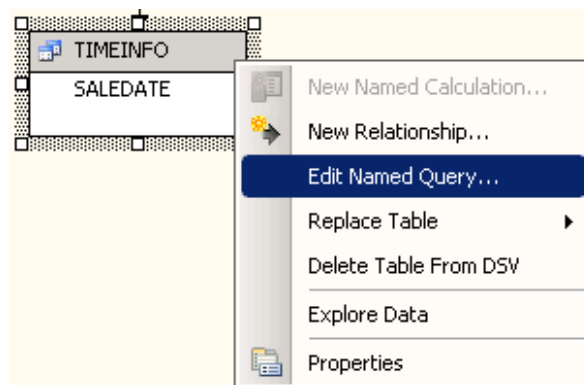 TIMEINFO
SALEDATE
New Named Calculation...
New Relationship...
Edit Named Query...
Replace Table
Delete Table From DSV
Explore Data
Properties